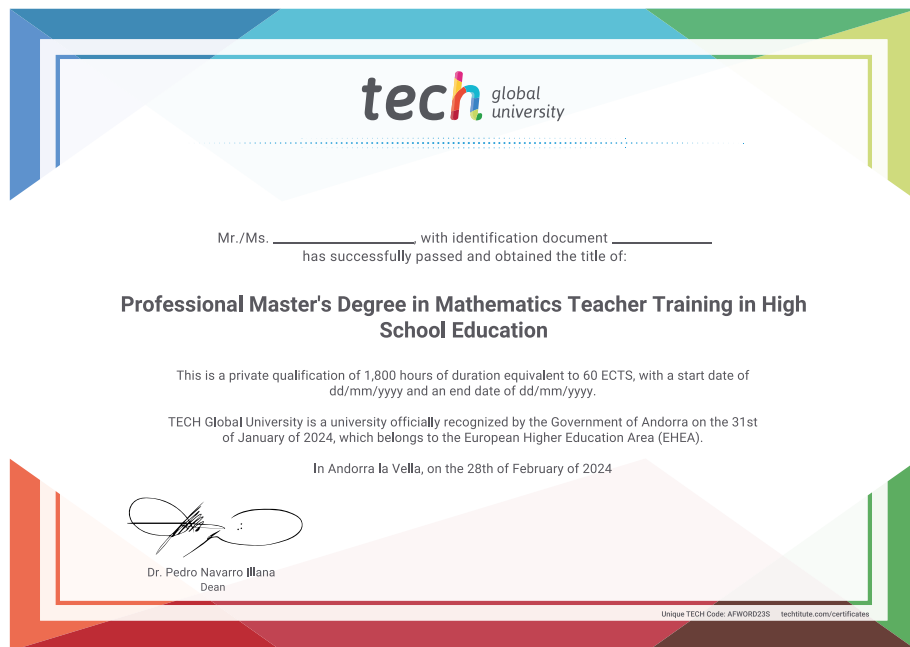 tech global university
Mr./Ms. ____________, with identification document ____________
has successfully passed and obtained the title of:
Professional Master's Degree in Mathematics Teacher Training in High
School Education
This is a private qualification of 1,800 hours of duration equivalent to 60 ECTS, with a start date of
dd/mm/yyyy and an end date of dd/mm/yyyy.
TECH Global University is a university officially recognized by the Government of Andorra on the 31st
of January of 2024, which belongs to the European Higher Education Area (EHEA).
In Andorra la Vella, on the 28th of February of 2024
Dr. Pedro Navarro Illana
Dean
Unique TECH Code: AFWORD23S techtitute.com/certificates